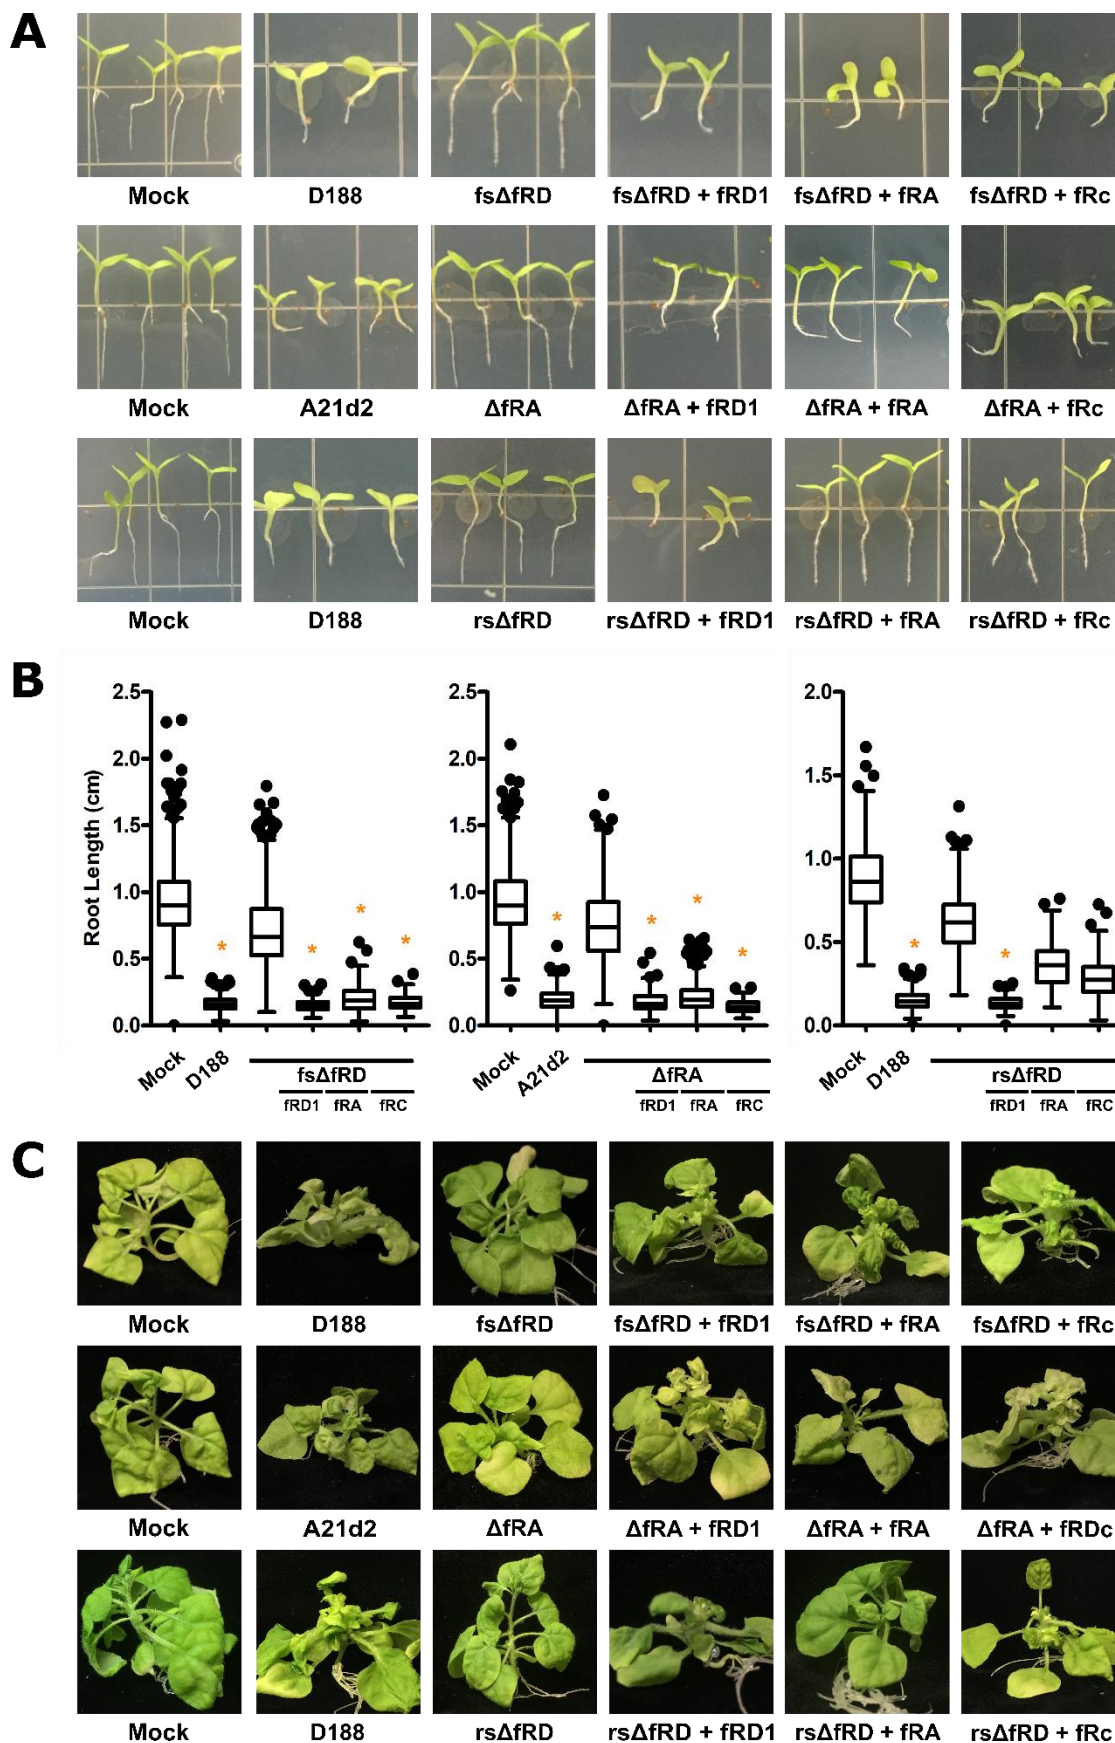 A
Mock D188 fsΔfRD fsΔfRD + fRD1 fsΔfRD + fRA fsΔfRD + fRc
Mock A21d2 ΔfRA ΔfRA + fRD1 ΔfRA + fRA ΔfRA + fRc
Mock D188 rsΔfRD rsΔfRD + fRD1 rsΔfRD + fRA rsΔfRD + fRc
B
Root Length (cm)
2.5
2.0
1.5
1.0
0.5
0.0
* * * *
Mock D188 fsΔfRD
fRD1 fRA fRC
2.5
2.0
1.5
1.0
0.5
0.0
* * * *
Mock A21d2 ΔfRA
fRD1 fRA fRC
2.0
1.5
1.0
0.5
0.0
* *
Mock D188 rsΔfRD
fRD1 fRA fRC
C
Mock D188 fsΔfRD fsΔfRD + fRD1 fsΔfRD + fRA fsΔfRD + fRc
Mock A21d2 ΔfRA ΔfRA + fRD1 ΔfRA + fRA ΔfRA + fRDc
Mock D188 rsΔfRD rsΔfRD + fRD1 rsΔfRD + fRA rsΔfRD + fRc